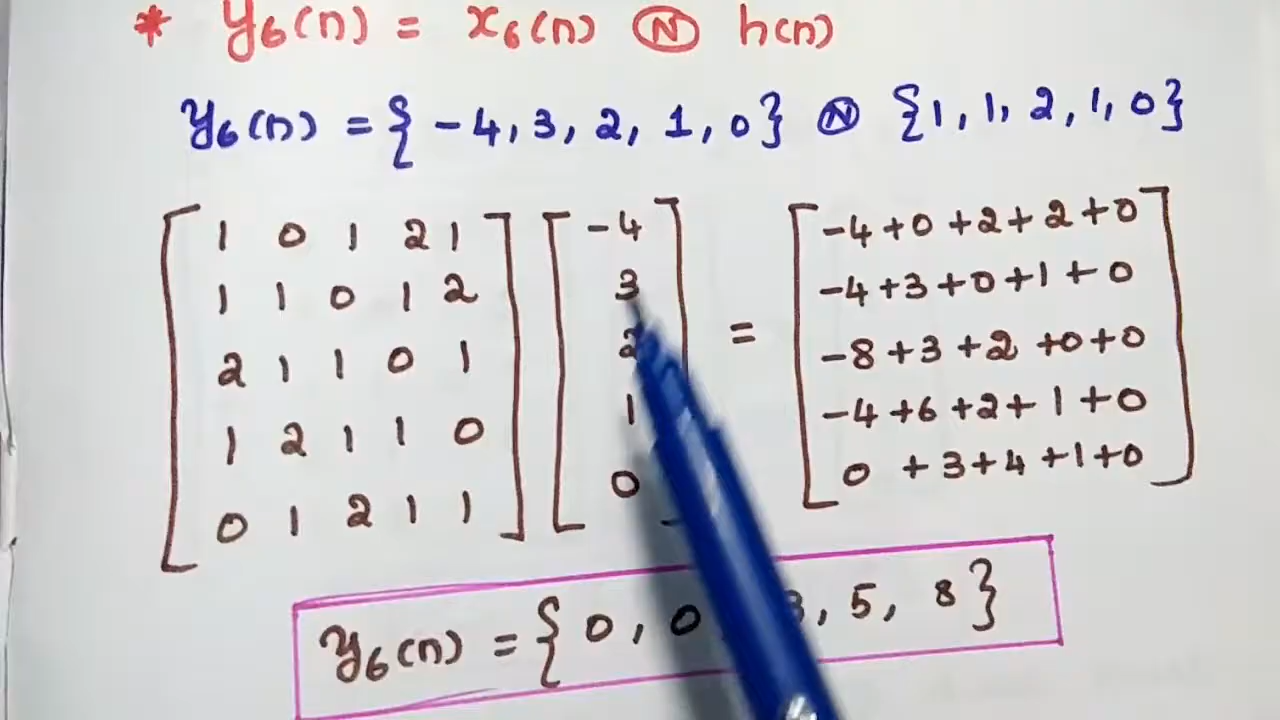 * y6(n) = x6(n) Ⓝ h(n)
y6(n) = { -4, 3, 2, 1, 0 } Ⓝ { 1, 1, 2, 1, 0 }
[ 1 0 1 2 1 ] [ -4 ] [ -4+0+2+2+0 ]
[ 1 1 0 1 2 ] [ 3 ] [ -4+3+0+1+0 ]
[ 2 1 1 0 1 ] [ 2 ] = [ -8+3+2+0+0 ]
[ 1 2 1 1 0 ] [ 1 ] [ -4+6+2+1+0 ]
[ 0 1 2 1 1 ] [ 0 ] [ 0+3+4+1+0 ]
y6(n) = { 0, 0, 3, 5, 8 }